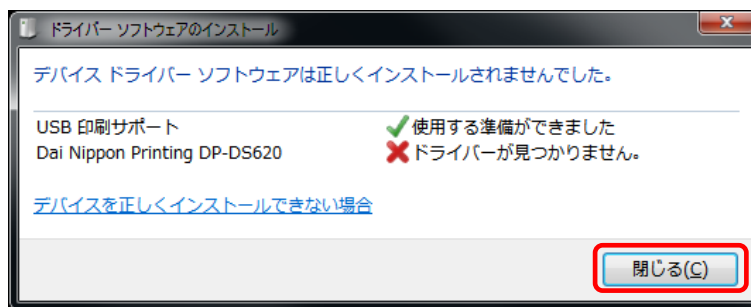 ドライバー ソフトウェアのインストール
デバイス ドライバー ソフトウェアは正しくインストールされませんでした。
USB 印刷サポート ✔使用する準備ができました
Dai Nippon Printing DP-DS620 ✖ドライバーが見つかりません。
デバイスを正しくインストールできない場合
閉じる(C)